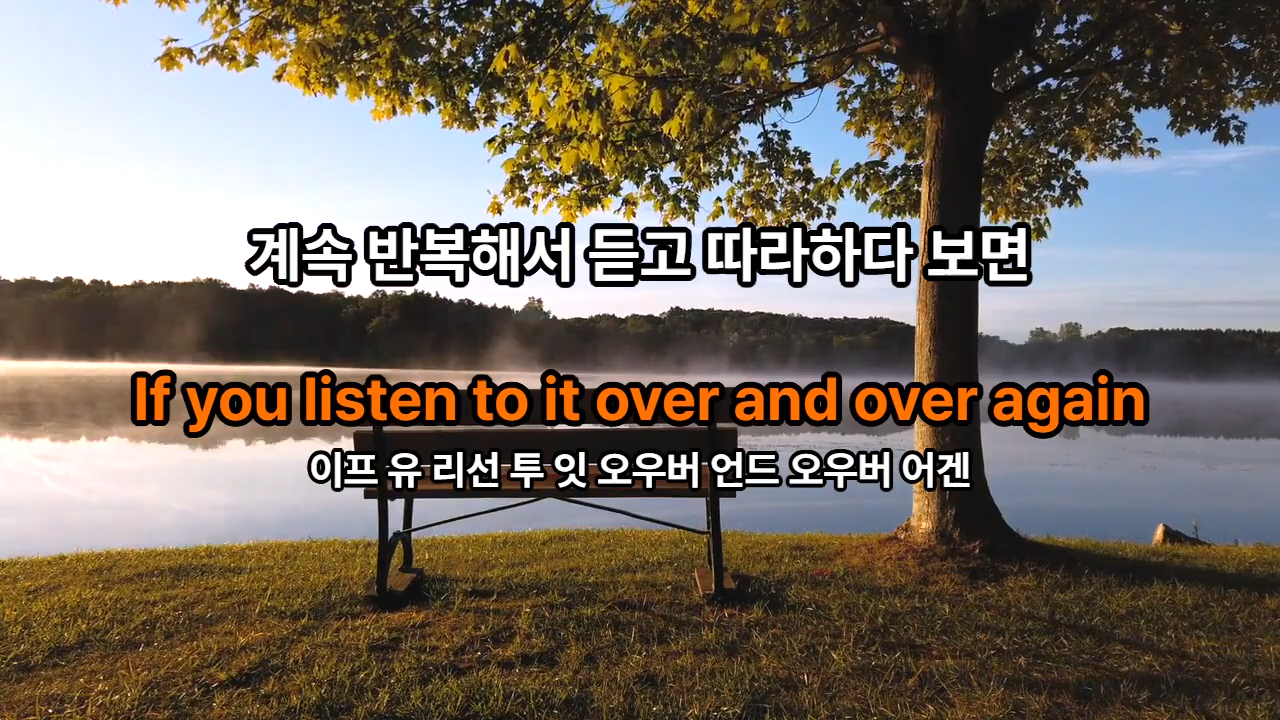 계속 반복해서 듣고 따라하다 보면
If you listen to it over and over again
이프 유 리선 투 잇 오우버 언드 오우버 어겐